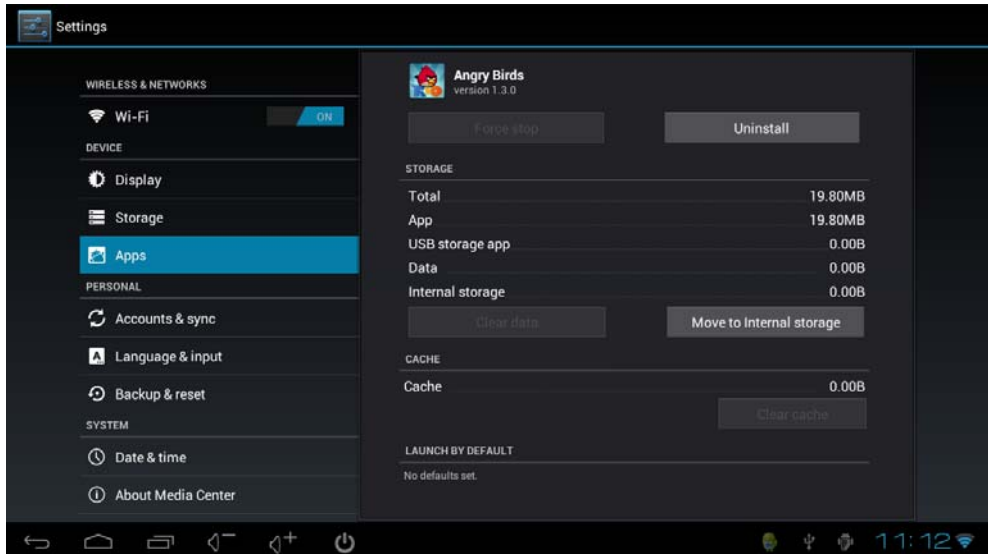 Settings
WIRELESS & NETWORKS
Wi-Fi ON
DEVICE
Display
Storage
Apps
PERSONAL
Accounts & sync
Language & input
Backup & reset
SYSTEM
Date & time
About Media Center
Angry Birds
version 1.3.0
Force stop Uninstall
STORAGE
Total 19.80MB
App 19.80MB
USB storage app 0.00B
Data 0.00B
Internal storage 0.00B
Clear data Move to Internal storage
CACHE
Cache 0.00B
Clear cache
LAUNCH BY DEFAULT
No defaults set.
11:12